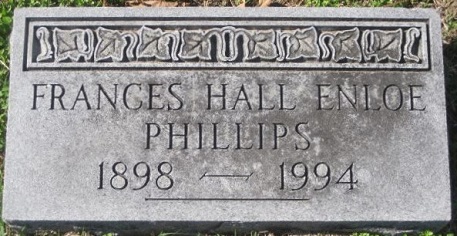 FRANCES HALL ENLOE
PHILLIPS
1898 — 1994